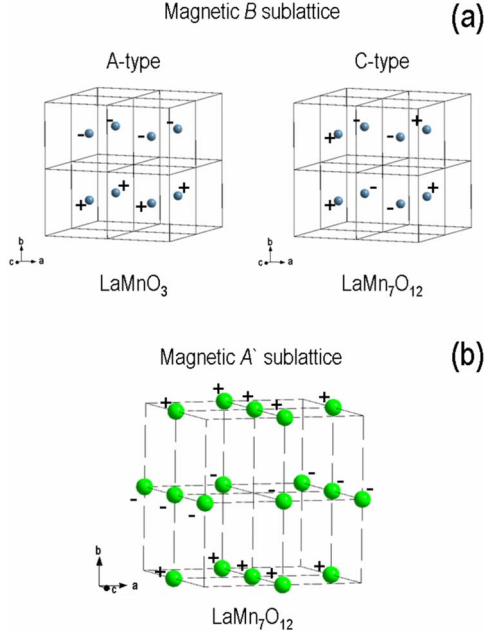 Magnetic B sublattice (a)
A-type C-type
- - - -
+ + + +
- + - +
+ - - +
b
c a
b
c a
LaMnO3 LaMn7O12
Magnetic A` sublattice (b)
+ + + + +
- - - - - - - -
+ + + + +
b
c a
LaMn7O12